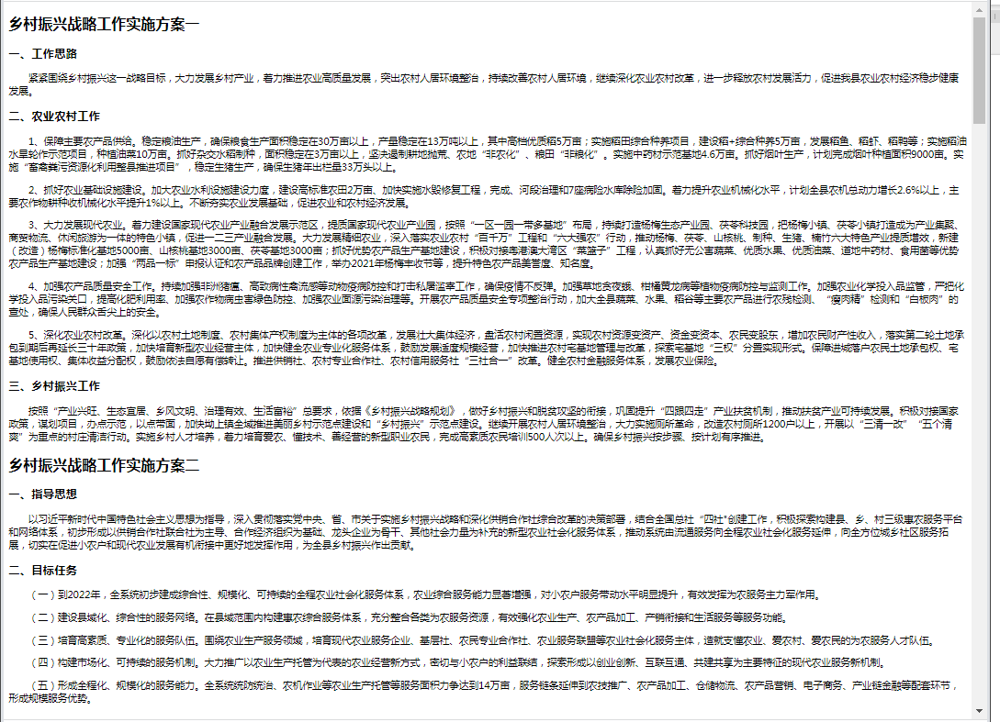 乡村振兴战略工作实施方案一
一、工作思路
紧紧围绕乡村振兴这一战略目标，大力发展乡村产业，着力推进农业高质量发展，突出农村人居环境整治，持续改善农村人居环境，继续深化农业农村改革，进一步释放农村发展活力，促进我县农业农村经济稳步健康
发展。
二、农业农村工作
1、保障主要农产品供给。稳定粮油生产，确保粮食生产面积稳定在30万亩以上，产量稳定在13万吨以上，其中高档优质稻5万亩；实施稻田综合种养项目，建设稻+综合种养5万亩，发展稻鱼、稻虾、稻鸭等；实施稻油
水旱轮作示范项目，种植油菜10万亩。抓好杂交水稻制种，面积稳定在3万亩以上，坚决遏制耕地抛荒、农地“非农化”、粮田“非粮化”。实施中药材示范基地4.6万亩。抓好烟叶生产，计划完成烟叶种植面积9000亩。实
施“畜禽粪污资源化利用整县推进项目”，稳定生猪生产，确保生猪年出栏量33万头以上。
2、抓好农业基础设施建设。加大农业水利设施建设力度，建设高标准农田2万亩、加快实施水毁修复工程，完成、河段治理和7座病险水库除险加固。着力提升农业机械化水平，计划全县农机总动力增长2.6%以上，主
要农作物耕种收机械化水平提升1%以上。不断夯实农业发展基础，促进农业和农村经济发展。
3、大力发展现代农业。着力建设国家现代农业产业融合发展示范区，提质国家现代农业产业园，按照“一区一园一带多基地”布局，持续打造杨梅生态产业园、茯苓科技园，把杨梅小镇、茯苓小镇打造成为产业集聚、
商贸物流、休闲旅游为一体的特色小镇，促进一二三产业融合发展。大力发展精细农业，深入落实农业农村“百千万”工程和“六大强农”行动，推动杨梅、茯苓、山核桃、制种、生猪、楠竹六大特色产业提质增效，新建
（改造）杨梅标准化基地5000亩、山核桃基地3000亩、茯苓基地3000亩；抓好优势农产品生产基地建设，积极对接粤港澳大湾区“菜篮子”工程，认真抓好无公害蔬菜、优质水果、优质油菜、道地中药材、食用菌等优势
农产品生产基地建设；加强“两品一标”申报认证和农产品品牌创建工作，举办2021年杨梅丰收节等，提升特色农产品美誉度、知名度。
4、加强农产品质量安全工作。持续加强非洲猪瘟、高致病性禽流感等动物疫病防控和打击私屠滥宰工作，确保疫情不反弹。加强草地贪夜蛾、柑橘黄龙病等植物疫病防控与监测工作。加强农业化学投入品监管，严把化
学投入品污染关口，提高化肥利用率、加强农作物病虫害绿色防控、加强农业面源污染治理等。开展农产品质量安全专项整治行动，加大全县蔬菜、水果、稻谷等主要农产品进行农残检测、“瘦肉精”检测和“白板肉”的
查处，确保人民群众舌尖上的安全。
5、深化农业农村改革。深化以农村土地制度、农村集体产权制度为主体的各项改革，发展壮大集体经济，盘活农村闲置资源，实现农村资源变资产、资金变资本、农民变股东，增加农民财产性收入，落实第二轮土地承
包到期后再延长三十年政策，加快培育新型农业经营主体，加快健全农业专业化服务体系，鼓励发展适度规模经营，加快推进农村宅基地管理与改革，探索宅基地“三权”分置实现形式。保障进城落户农民土地承包权、宅
基地使用权、集体收益分配权，鼓励依法自愿有偿转让。推进供销社、农村专业合作社、农村信用服务社“三社合一”改革。健全农村金融服务体系，发展农业保险。
三、乡村振兴工作
按照“产业兴旺、生态宜居、乡风文明、治理有效、生活富裕”总要求，依据《乡村振兴战略规划》，做好乡村振兴和脱贫攻坚的衔接，巩固提升“四跟四走”产业扶贫机制，推动扶贫产业可持续发展。积极对接国家
政策，谋划项目，办点示范，以点带面，加快坳上镇全域推进美丽乡村示范点建设和“乡村振兴”示范点建设。继续开展农村人居环境整治，大力实施厕所革命，改造农村厕所1200户以上，开展以“三清一改”“五个清
爽”为重点的村庄清洁行动。实施乡村人才培养，着力培育爱农、懂技术、善经营的新型职业农民，完成高素质农民培训500人次以上。确保乡村振兴按步骤、按计划有序推进。
乡村振兴战略工作实施方案二
一、指导思想
以习近平新时代中国特色社会主义思想为指导，深入贯彻落实党中央、省、市关于实施乡村振兴战略和深化供销合作社综合改革的决策部署，结合全国总社“四社"创建工作，积极探索构建县、乡、村三级惠农服务平台
和网络体系，初步形成以供销合作社联合社为主导、合作经济组织为基础、龙头企业为骨干、其他社会力量为补充的新型农业社会化服务体系，推动系统由流通服务向全程农业社会化服务延伸，向全方位城乡社区服务拓
展，切实在促进小农户和现代农业发展有机衔接中更好地发挥作用，为全县乡村振兴作出贡献。
二、目标任务
（一）到2022年，全系统初步建成综合性、规模化、可持续的全程农业社会化服务体系，农业综合服务能力显著增强，对小农户服务带动水平明显提升，有效发挥为农服务主力军作用。
（二）建设县域化、综合性的服务网络。在县域范围内构建惠农综合服务体系，充分整合各类为农服务资源，有效强化农业生产、农产品加工、产销衔接和生活服务等服务功能。
（三）培育高素质、专业化的服务队伍。围绕农业生产服务领域，培育现代农业服务企业、基层社、农民专业合作社、农业服务联盟等农业社会化服务主体，造就支懂农业、爱农村、爱农民的为农服务人才队伍。
（四）构建市场化、可持续的服务机制。大力推广以农业生产托管为代表的农业经营新方式，密切与小农户的利益联结，探索形成以创业创新、互联互通、共建共享为主要特征的现代农业服务新机制。
（五）形成全程化、规模化的服务能力。全系统统防统治、农机作业等农业生产托管等服务面积力争达到14万亩，服务链条延伸到农技推广、农产品加工、仓储物流、农产品营销、电子商务、产业链金融等配套环节，
形成规模服务优势。